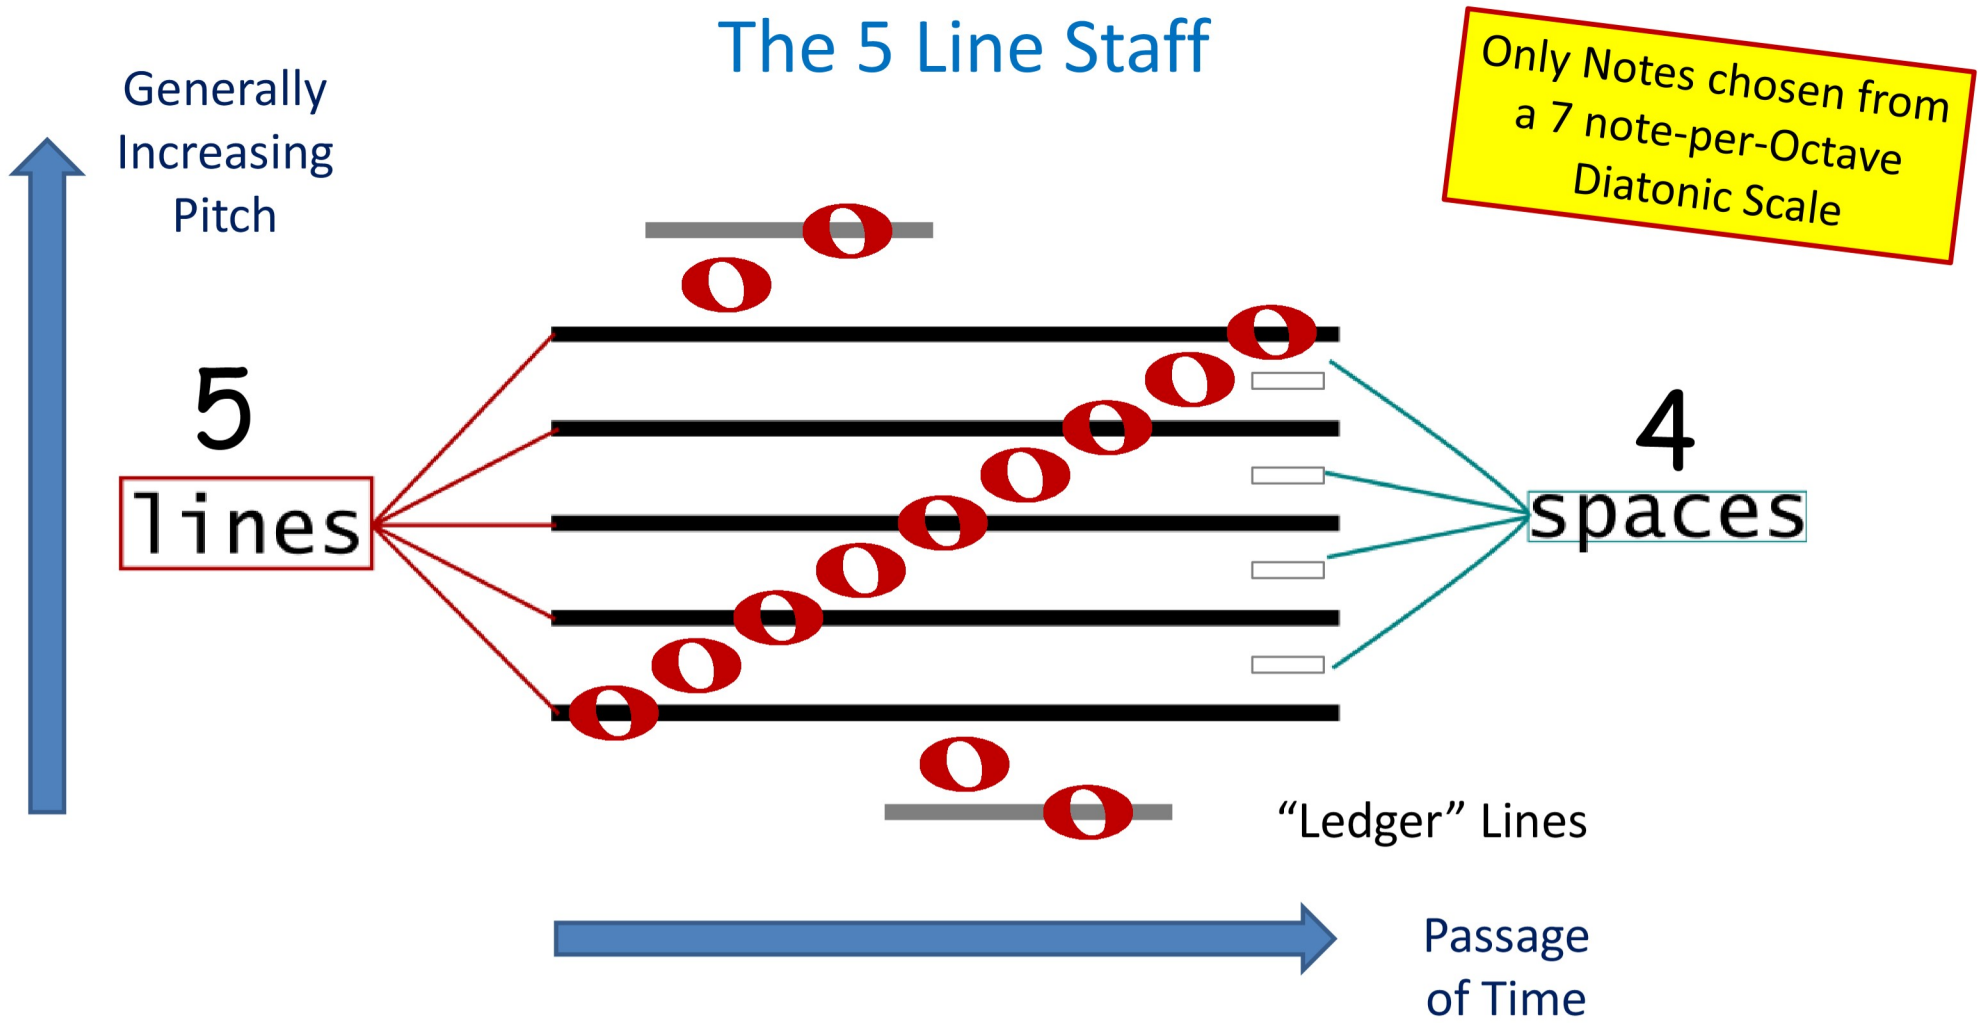 The 5 Line Staff
Generally
Increasing
Pitch
Only Notes chosen from
a 7 note-per-Octave
Diatonic Scale
5
lines
4
spaces
“Ledger” Lines
Passage
of Time